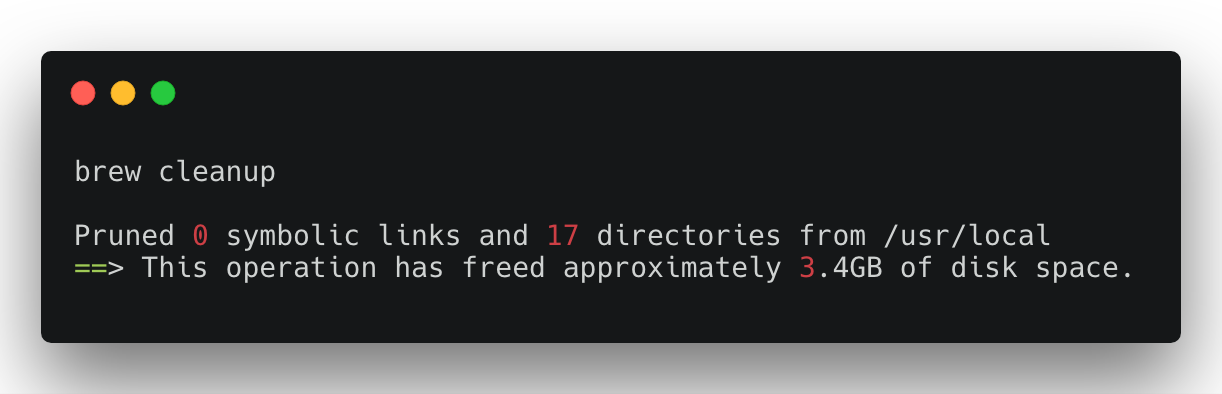 brew cleanup
Pruned 0 symbolic links and 17 directories from /usr/local
==> This operation has freed approximately 3.4GB of disk space.